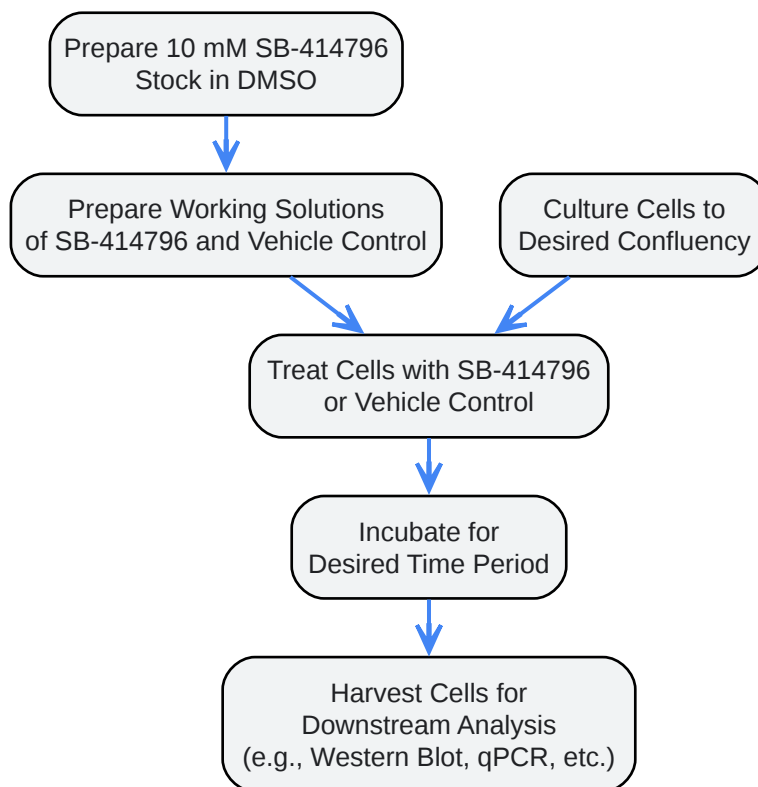 Prepare 10 mM SB-414796
Stock in DMSO
Prepare Working Solutions
of SB-414796 and Vehicle Control
Culture Cells to
Desired Confluency
Treat Cells with SB-414796
or Vehicle Control
Incubate for
Desired Time Period
Harvest Cells for
Downstream Analysis
(e.g., Western Blot, qPCR, etc.)